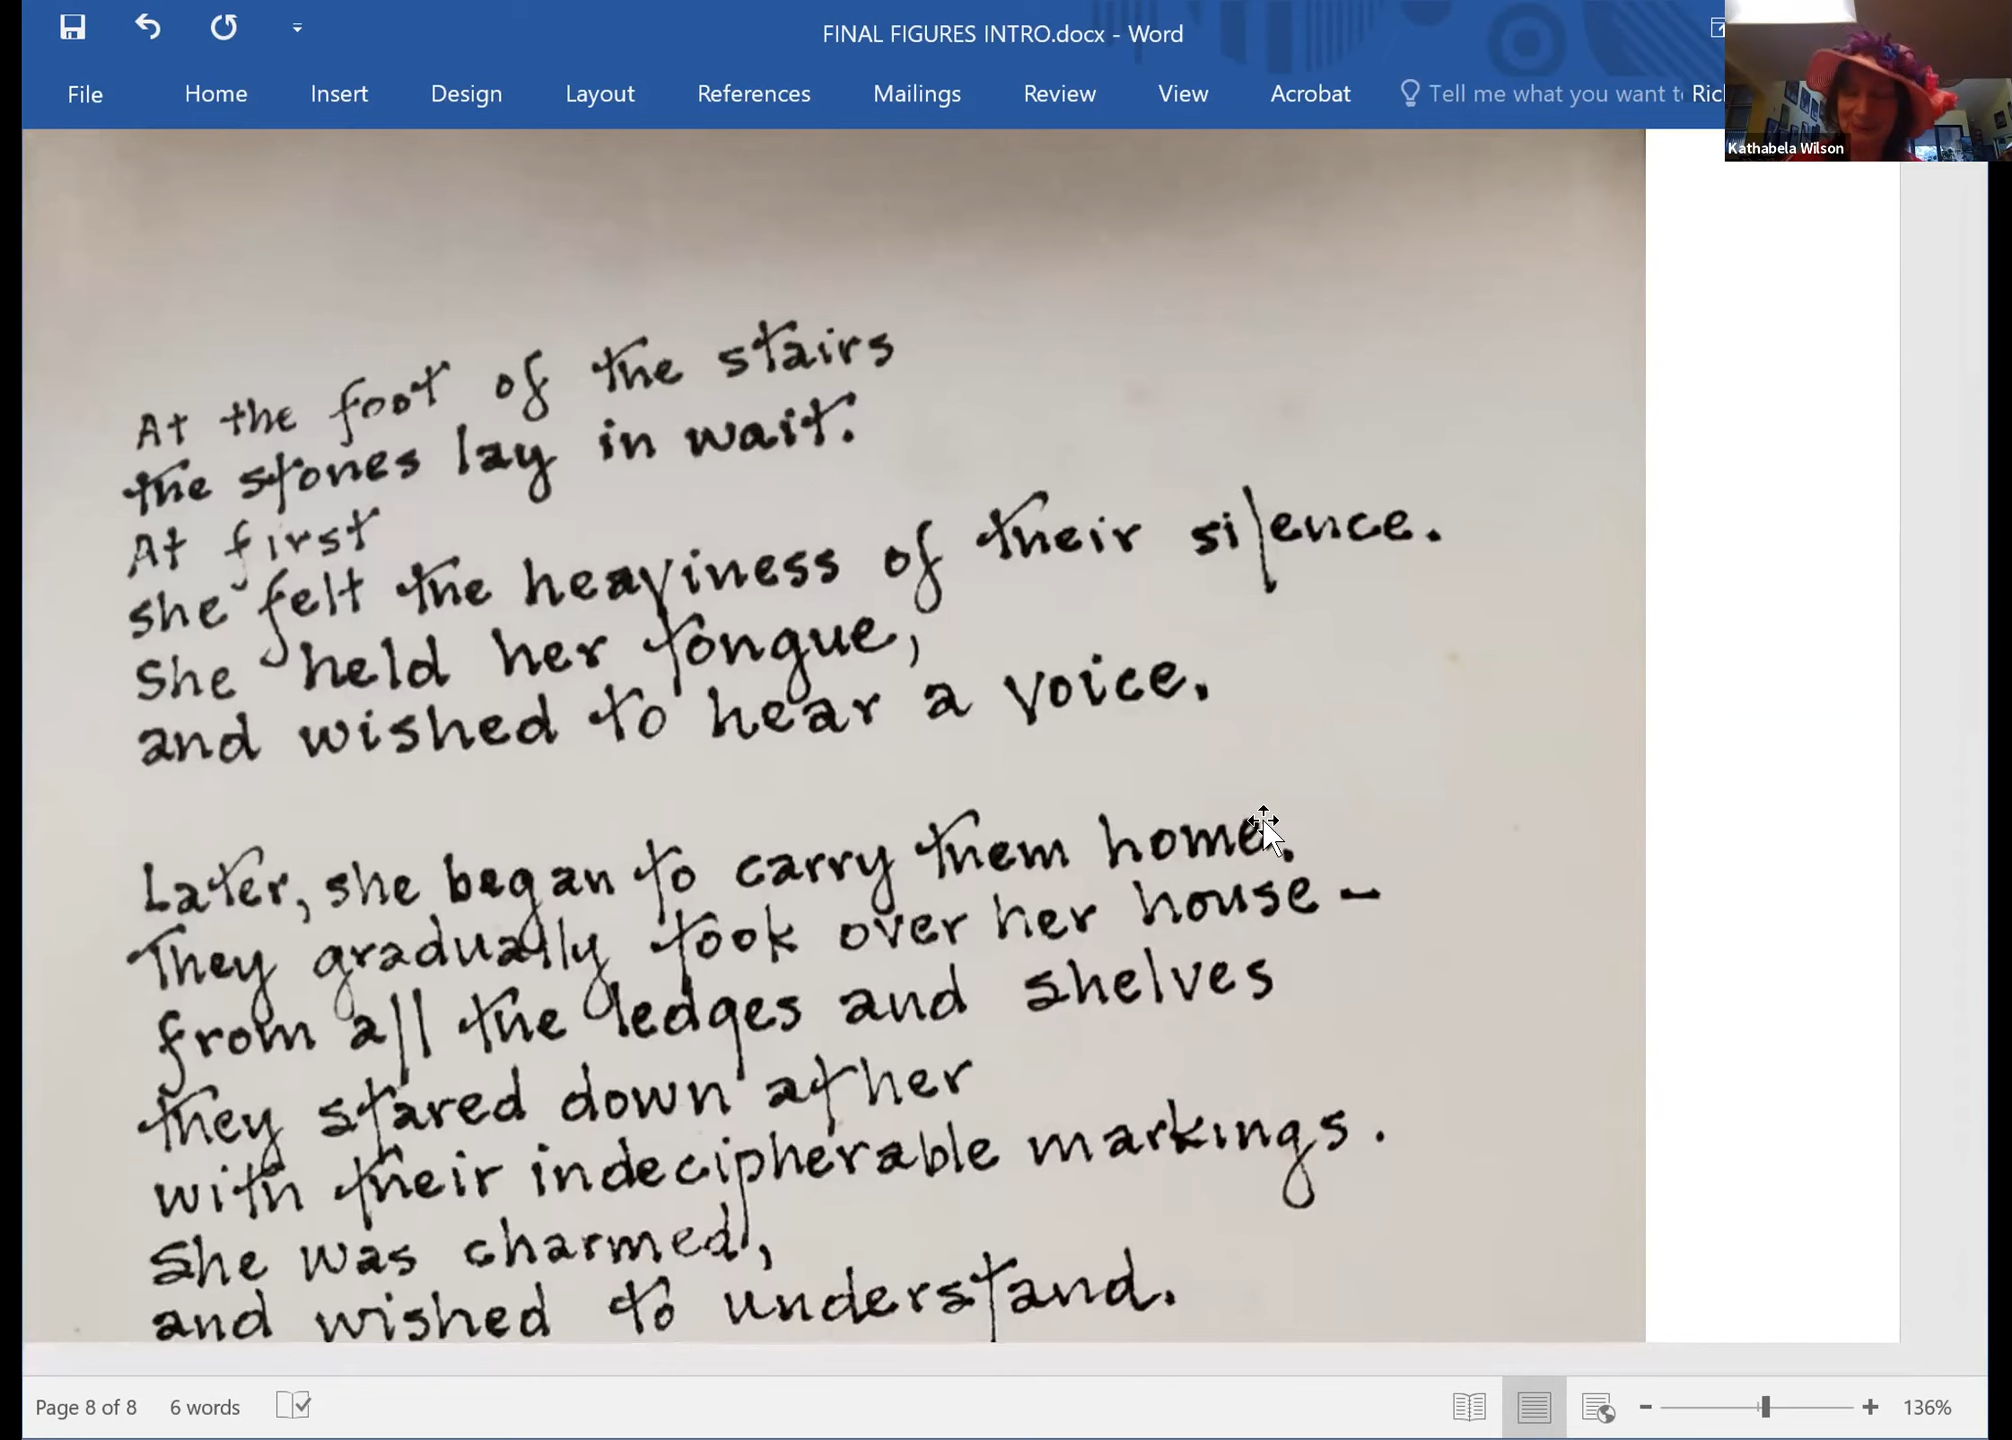 FINAL FIGURES INTRO.docx - Word
File Home Insert Design Layout References Mailings Review View Acrobat Tell me what you want t Ric
Kathabela Wilson
At the foot of the stairs
the stones lay in wait.
At first
she felt the heaviness of their silence.
She held her tongue,
and wished to hear a voice.
Later, she began to carry them home.
They gradually took over her house –
from all the ledges and shelves
they stared down at her
with their indecipherable markings.
She was charmed,
and wished to understand.
Page 8 of 8 6 words 136%